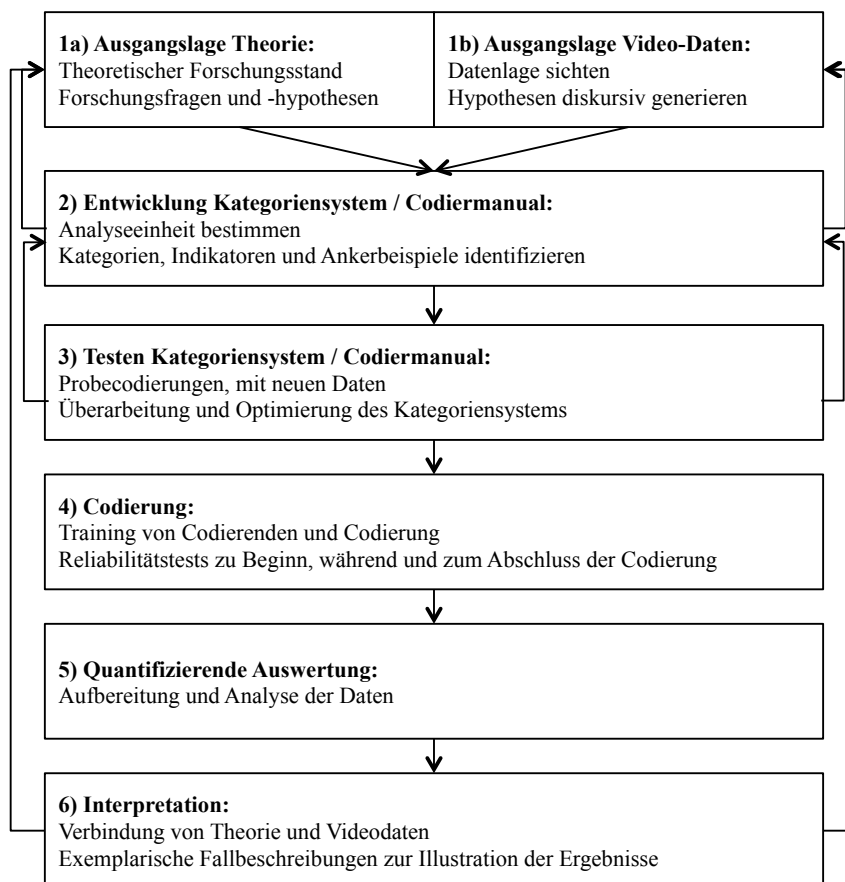 1a) Ausgangslage Theorie:
Theoretischer Forschungsstand
Forschungsfragen und -hypothesen
1b) Ausgangslage Video-Daten:
Datenlage sichten
Hypothesen diskursiv generieren
2) Entwicklung Kategoriensystem / Codiermanual:
Analyseeinheit bestimmen
Kategorien, Indikatoren und Ankerbeispiele identifizieren
3) Testen Kategoriensystem / Codiermanual:
Probecodierungen, mit neuen Daten
Überarbeitung und Optimierung des Kategoriensystems
4) Codierung:
Training von Codierenden und Codierung
Reliabilitätstests zu Beginn, während und zum Abschluss der Codierung
5) Quantifizierende Auswertung:
Aufbereitung und Analyse der Daten
6) Interpretation:
Verbindung von Theorie und Videodaten
Exemplarische Fallbeschreibungen zur Illustration der Ergebnisse